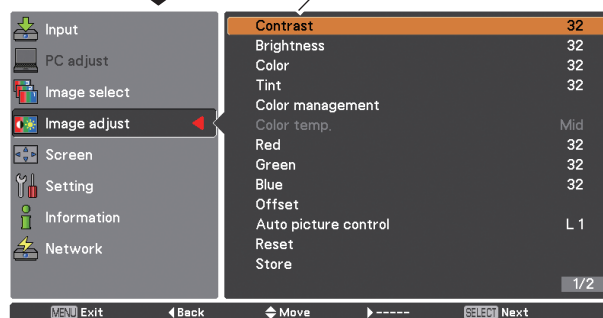 Input
PC adjust
Image select
Image adjust
Screen
Setting
Information
Network
Contrast 32
Brightness 32
Color 32
Tint 32
Color management
Color temp. Mid
Red 32
Green 32
Blue 32
Offset
Auto picture control L 1
Reset
Store
1/2
MENU Exit Back Move ----- SELECT Next